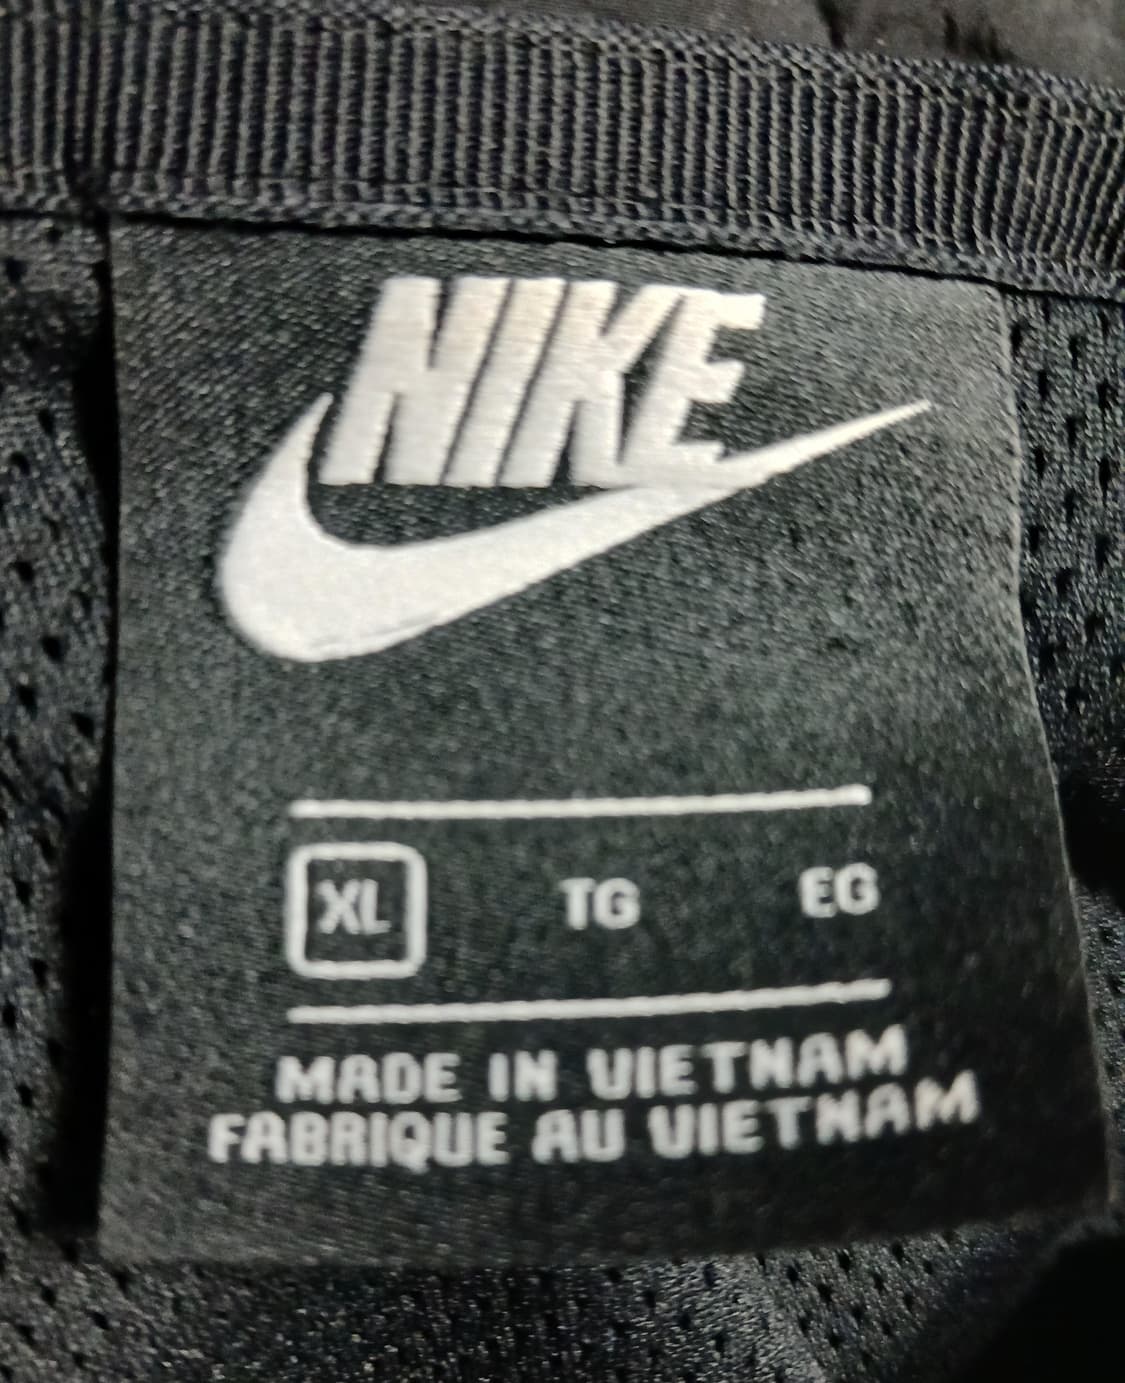 NIKE
XL TG EG
MADE IN VIETNAM
FABRIQUE AU VIETNAM